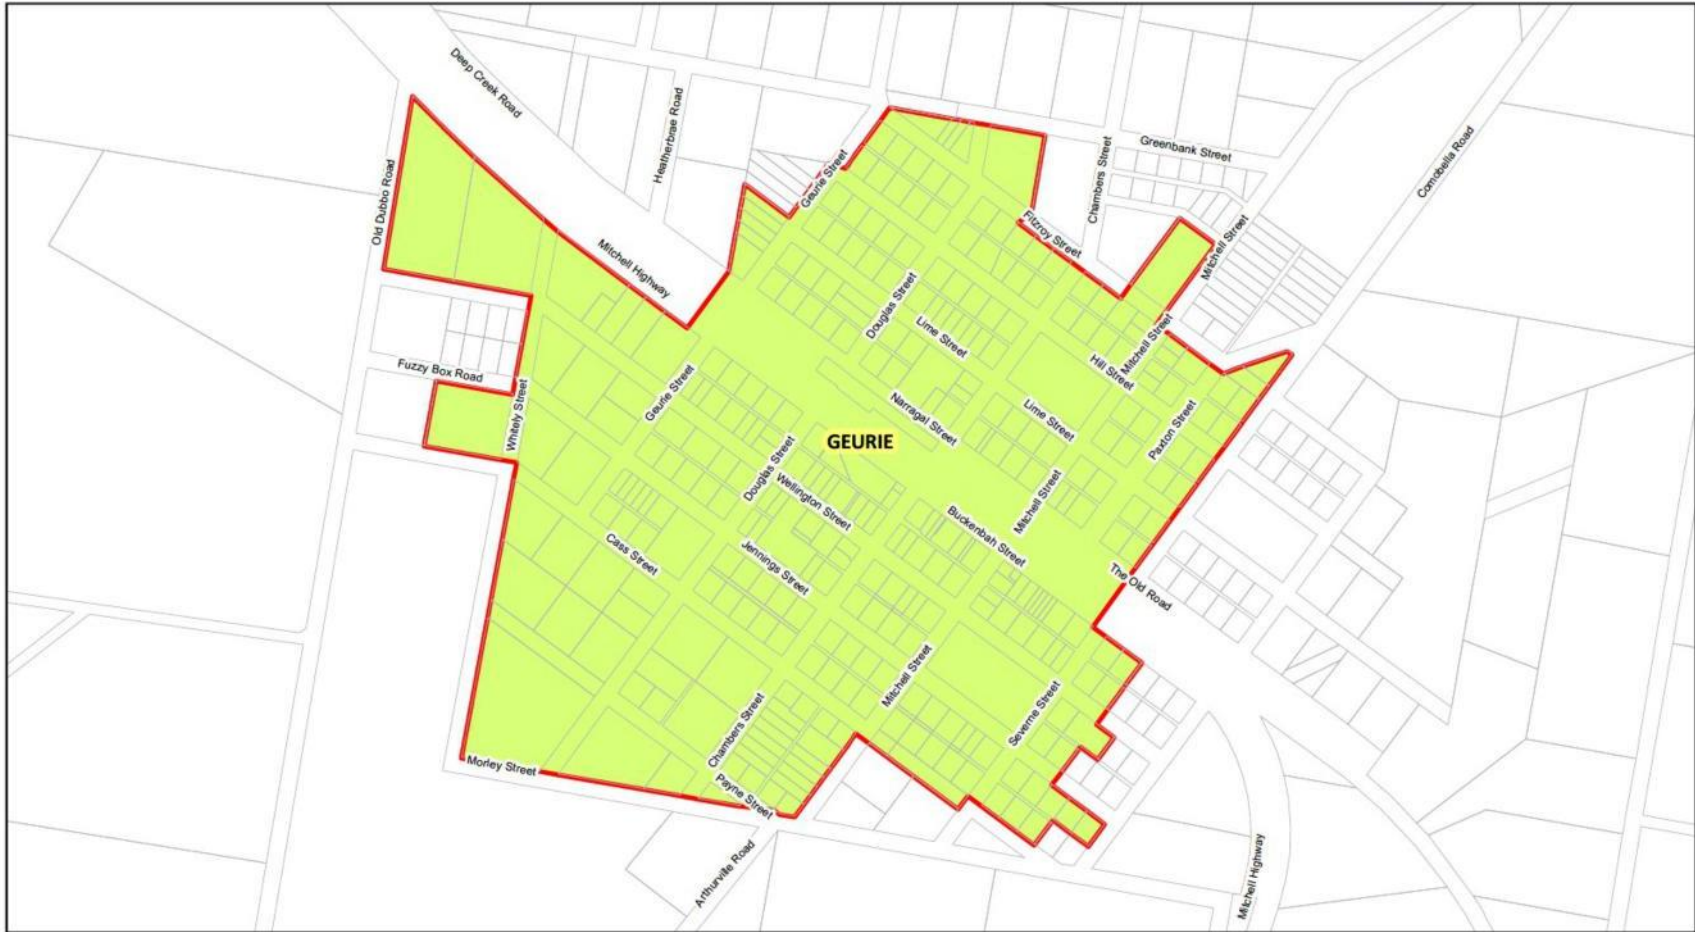 Deep Creek Road
Heatherbrae Road
Geurie Street
Chambers Street
Greenbank Street
Comobella Road
Old Dubbo Road
Fitzroy Street
Mitchell Street
Mitchell Highway
Douglas Street
Lime Street
Mitchell Street
Hill Street
Fuzzy Box Road
Whitely Street
Geurie Street
Narragal Street
Lime Street
Paxton Street
GEURIE
Douglas Street
Wellington Street
Mitchell Street
Buckenbah Street
Cass Street
Jennings Street
The Old Road
Mitchell Street
Severne Street
Chambers Street
Morley Street
Payne Street
Arthurville Road
Mitchell Highway